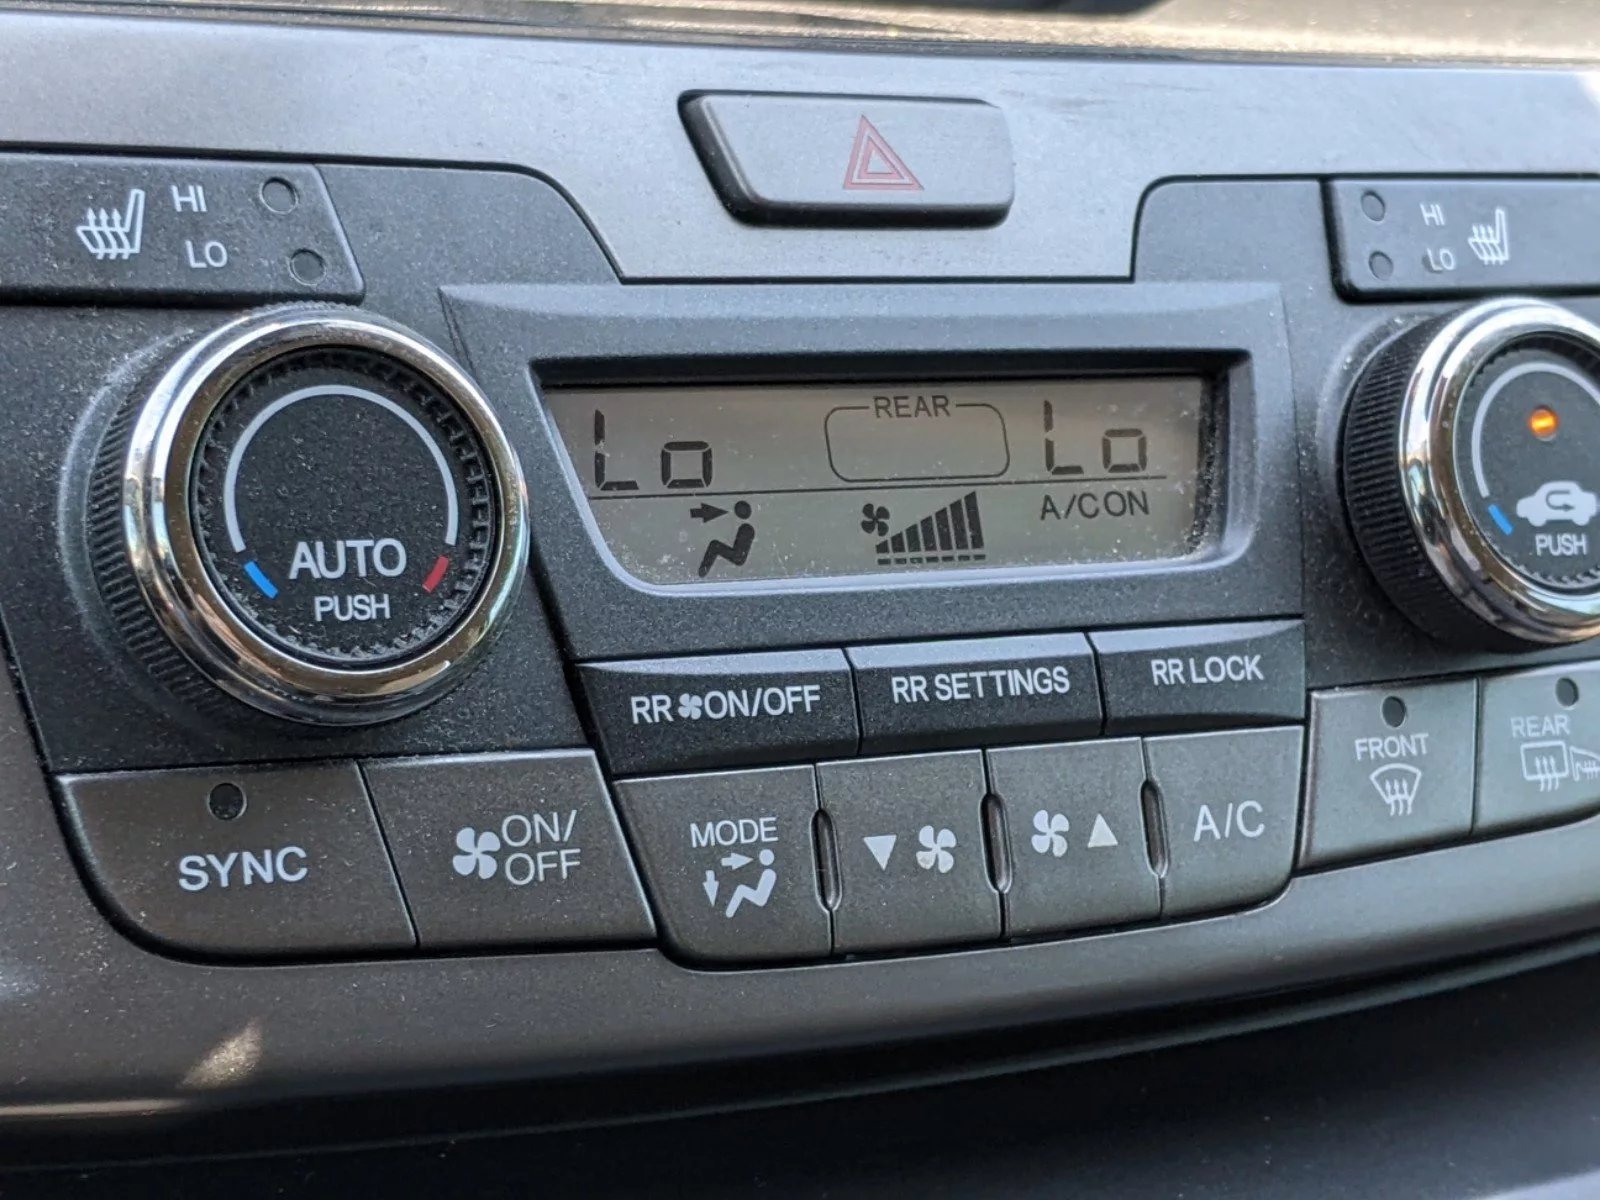 HI
LO
HI
LO
Lo
REAR
Lo
A/CON
AUTO
PUSH
PUSH
RR ON/OFF
RR SETTINGS
RR LOCK
SYNC
ON/
OFF
MODE
A/C
FRONT
REAR